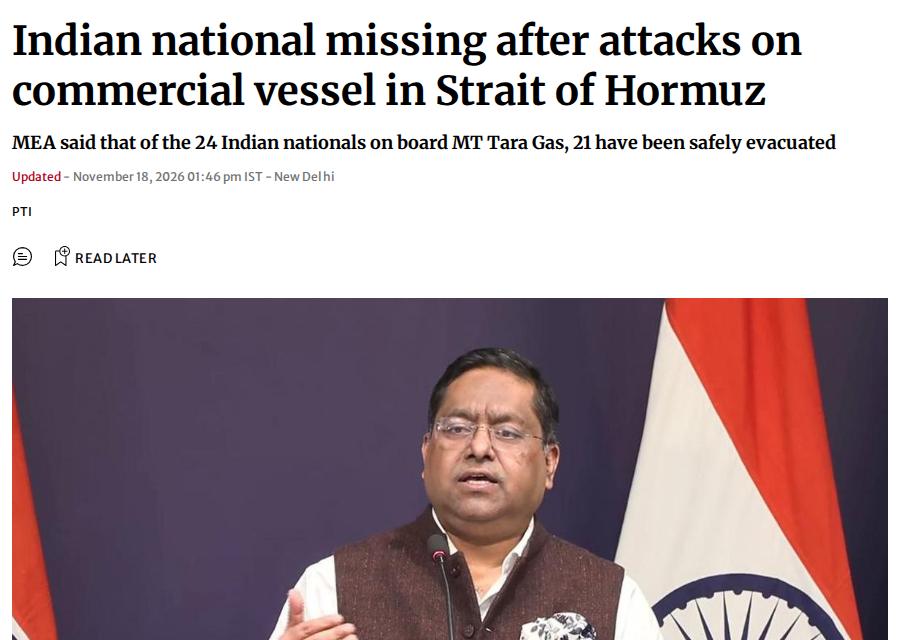 Indian national missing after attacks on
commercial vessel in Strait of Hormuz
MEA said that of the 24 Indian nationals on board MT Tara Gas, 21 have been safely evacuated
Updated - November 18, 2026 01:46 pm IST - New Delhi
PTI
READ LATER